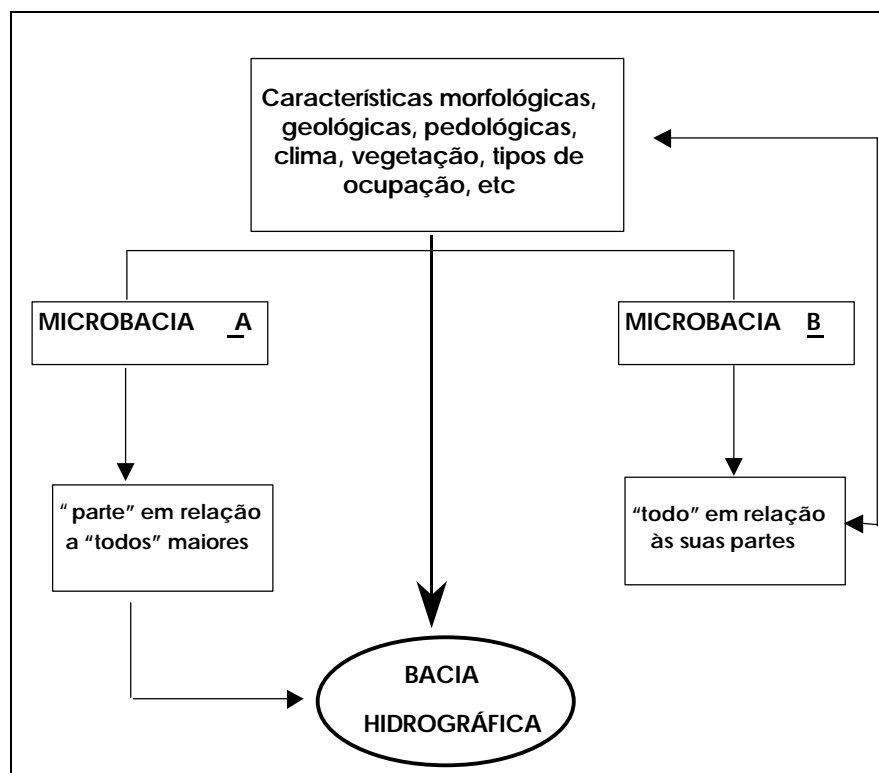 Características morfológicas,
geológicas, pedológicas,
clima, vegetação, tipos de
ocupação, etc
MICROBACIA A
MICROBACIA B
“ parte” em relação
a “todos” maiores
“todo” em relação
às suas partes
BACIA
HIDROGRÁFICA